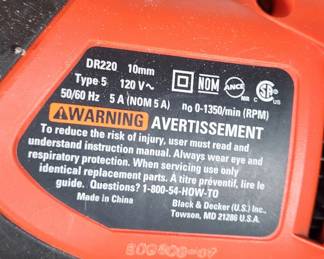 DR220 10mm
Type 5 120 V~ NOM ANCE CSA
50/60 Hz 5 A (NOM 5 A) n₀ 0-1350/min (RPM)
⚠WARNING AVERTISSEMENT
To reduce the risk of injury, user must read and
understand instruction manual. Always wear eye and
respiratory protection. When servicing use only
identical replacement parts. A titre préventif, lire le
guide. Questions? 1-800-54-HOW-TO
Made in China
Black & Decker (U.S.) Inc.,
Towson, MD 21286 U.S.A.